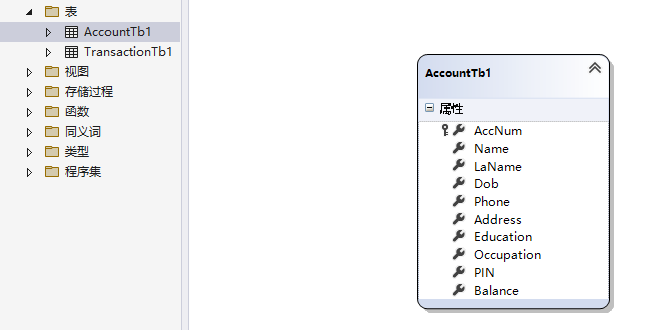 表
AccountTb1
TransactionTb1
视图
存储过程
函数
同义词
类型
程序集
AccountTb1
属性
AccNum
Name
LaName
Dob
Phone
Address
Education
Occupation
PIN
Balance